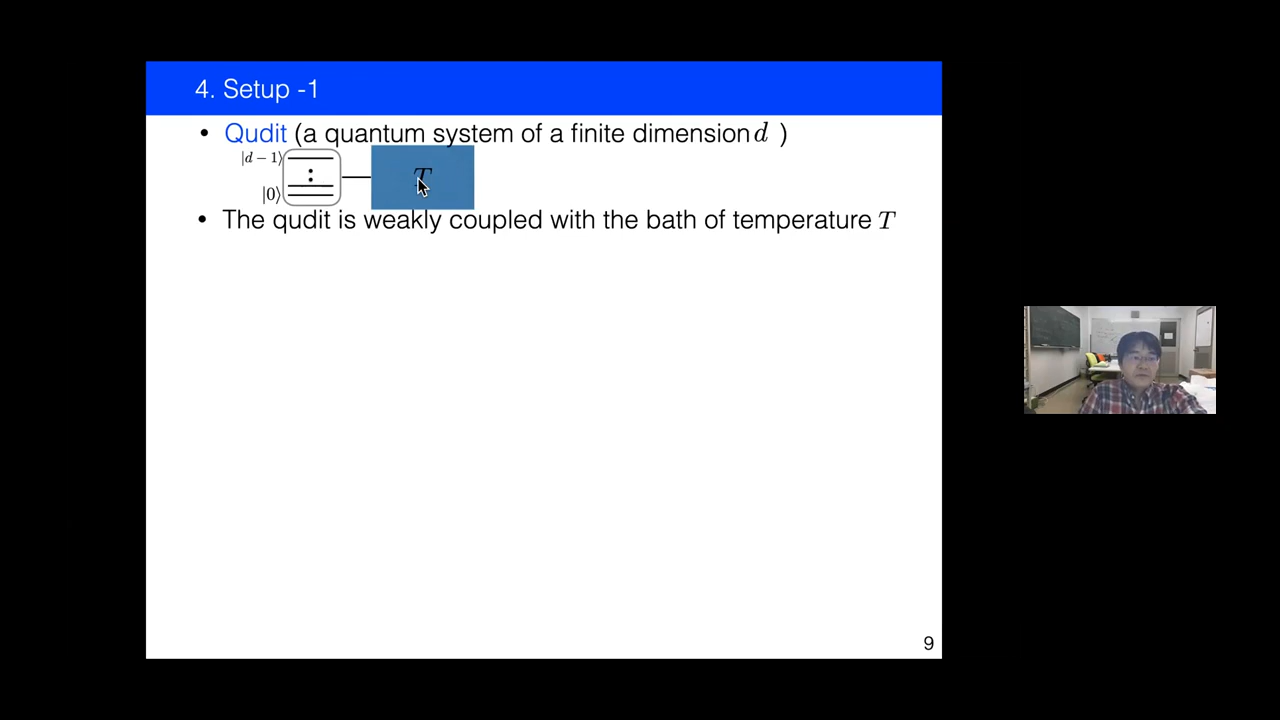 4. Setup -1
• Qudit (a quantum system of a finite dimension d )
|d − 1⟩
T
|0⟩
• The qudit is weakly coupled with the bath of temperature T
9